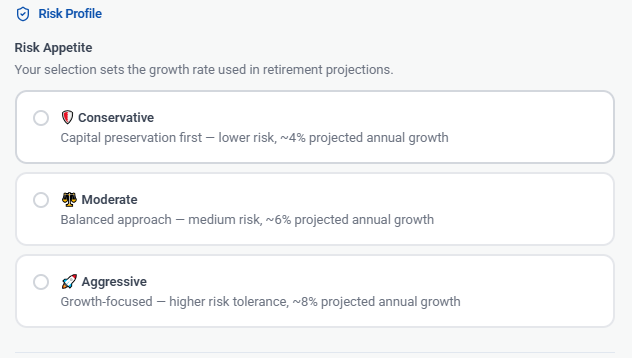 Risk Profile
Risk Appetite
Your selection sets the growth rate used in retirement projections.
Conservative
Capital preservation first — lower risk, ~4% projected annual growth
Moderate
Balanced approach — medium risk, ~6% projected annual growth
Aggressive
Growth-focused — higher risk tolerance, ~8% projected annual growth